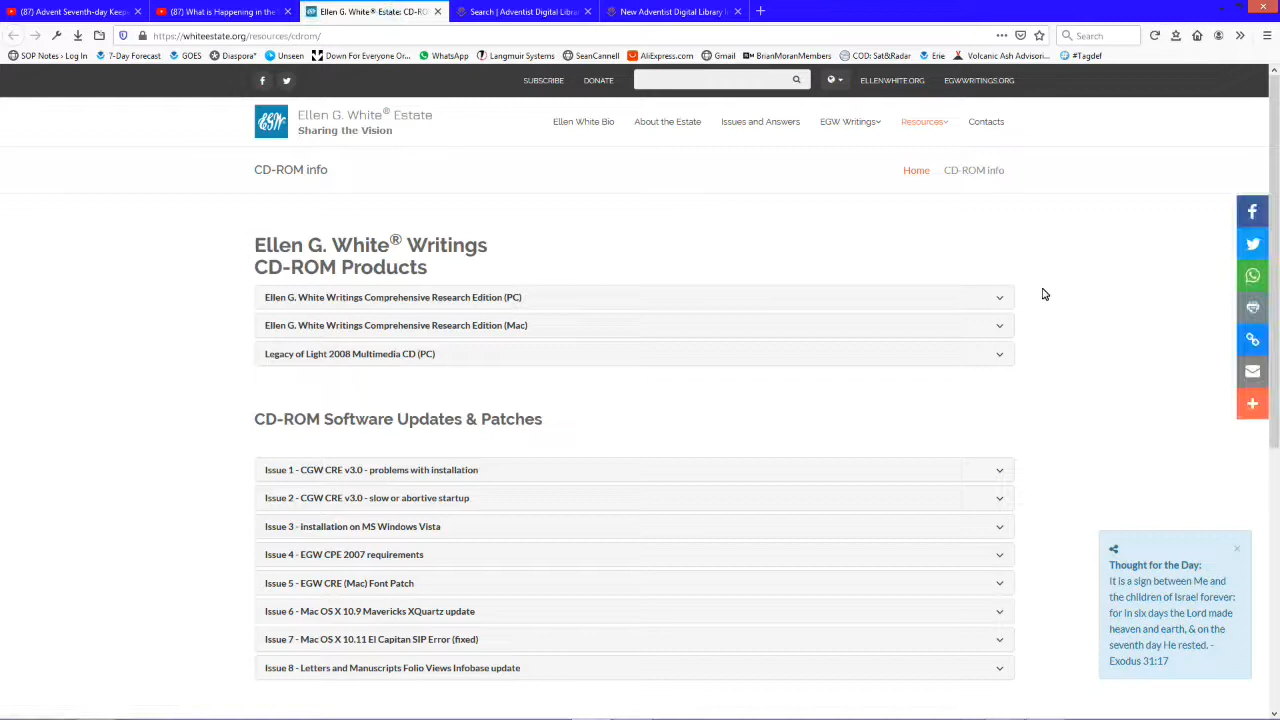 (87) Advent Seventh-day Keep
(87) What is Happening in the
Ellen G. White® Estate: CD-RO
Search | Adventist Digital Libra
New Adventist Digital Library I
https://whiteestate.org/resources/cdrom/
Search
SOP Notes › Log In
7-Day Forecast
GOES
Diaspora*
Unseen
Down For Everyone Or...
WhatsApp
Langmuir Systems
SeanCannell
AliExpress.com
Gmail
BrianMoranMembers
COD: Sat&Radar
Erie
Volcanic Ash Advisori...
#Tagdef
SUBSCRIBE
DONATE
ELLENWHITE.ORG
EGWWRITINGS.ORG
EGW
Ellen G. White® Estate
Sharing the Vision
Ellen White Bio
About the Estate
Issues and Answers
EGW Writings
Resources
Contacts
CD-ROM info
Home
CD-ROM info
Ellen G. White® Writings
CD-ROM Products
Ellen G. White Writings Comprehensive Research Edition (PC)
Ellen G. White Writings Comprehensive Research Edition (Mac)
Legacy of Light 2008 Multimedia CD (PC)
CD-ROM Software Updates & Patches
Issue 1 - CGW CRE v3.0 - problems with installation
Issue 2 - CGW CRE v3.0 - slow or abortive startup
Issue 3 - installation on MS Windows Vista
Issue 4 - EGW CPE 2007 requirements
Issue 5 - EGW CRE (Mac) Font Patch
Issue 6 - Mac OS X 10.9 Mavericks XQuartz update
Issue 7 - Mac OS X 10.11 El Capitan SIP Error (fixed)
Issue 8 - Letters and Manuscripts Folio Views Infobase update
Thought for the Day:
It is a sign between Me and
the children of Israel forever:
for in six days the Lord made
heaven and earth, & on the
seventh day He rested. -
Exodus 31:17